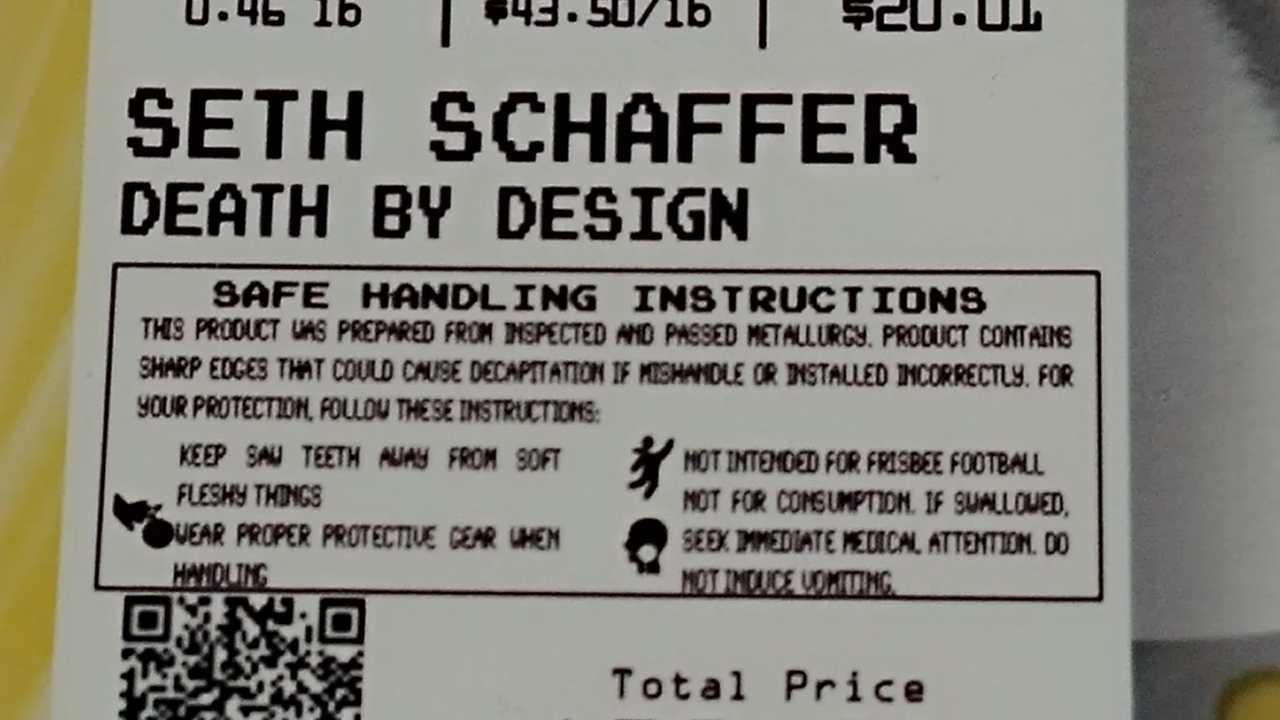 0.46 lb | $43.50/lb | $20.01
SETH SCHAFFER
DEATH BY DESIGN
SAFE HANDLING INSTRUCTIONS
THIS PRODUCT WAS PREPARED FROM INSPECTED AND PASSED METALLURGY. PRODUCT CONTAINS
SHARP EDGES THAT COULD CAUSE DECAPITATION IF MISHANDLE OR INSTALLED INCORRECTLY. FOR
YOUR PROTECTION, FOLLOW THESE INSTRUCTIONS:
KEEP SAW TEETH AWAY FROM SOFT
FLESHY THINGS
WEAR PROPER PROTECTIVE GEAR WHEN
HANDLING
NOT INTENDED FOR FRISBEE FOOTBALL
NOT FOR CONSUMPTION. IF SWALLOWED,
SEEK IMMEDIATE MEDICAL ATTENTION. DO
NOT INDUCE VOMITING.
Total Price